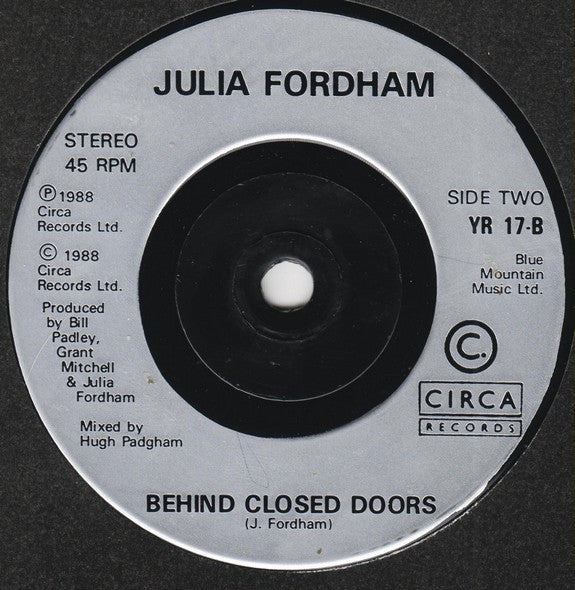 JULIA FORDHAM
STEREO
45 RPM
Ⓟ1988
Circa
Records Ltd.
© 1988
Circa
Records Ltd.
Produced
by Bill
Padley,
Grant
Mitchell
& Julia
Fordham
Mixed by
Hugh Padgham
SIDE TWO
YR 17-B
Blue
Mountain
Music Ltd.
C.
CIRCA
RECORDS
BEHIND CLOSED DOORS
(J. Fordham)